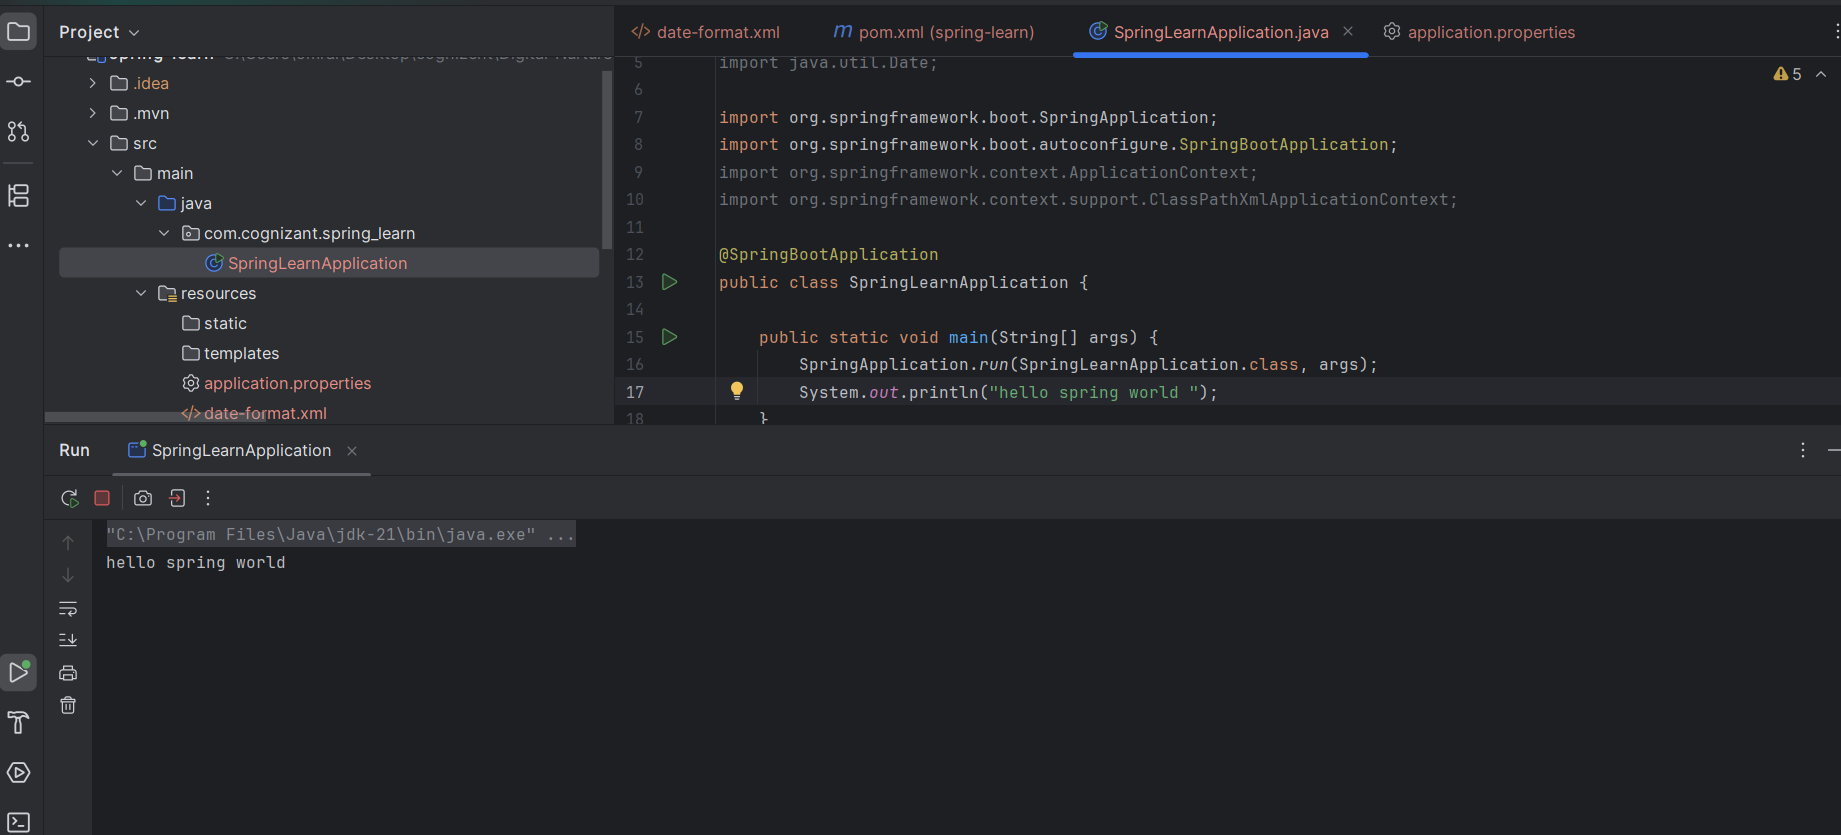 Project
date-format.xml
pom.xml (spring-learn)
SpringLearnApplication.java
application.properties
.idea
.mvn
src
main
java
com.cognizant.spring_learn
SpringLearnApplication
resources
static
templates
application.properties
date-format.xml
5 import java.util.Date;
6
7 import org.springframework.boot.SpringApplication;
8 import org.springframework.boot.autoconfigure.SpringBootApplication;
9 import org.springframework.context.ApplicationContext;
10 import org.springframework.context.support.ClassPathXmlApplicationContext;
11
12 @SpringBootApplication
13 public class SpringLearnApplication {
14
15 public static void main(String[] args) {
16 SpringApplication.run(SpringLearnApplication.class, args);
17 System.out.println("hello spring world ");
18 }
5
Run
SpringLearnApplication
"C:\Program Files\Java\jdk-21\bin\java.exe" ...
hello spring world